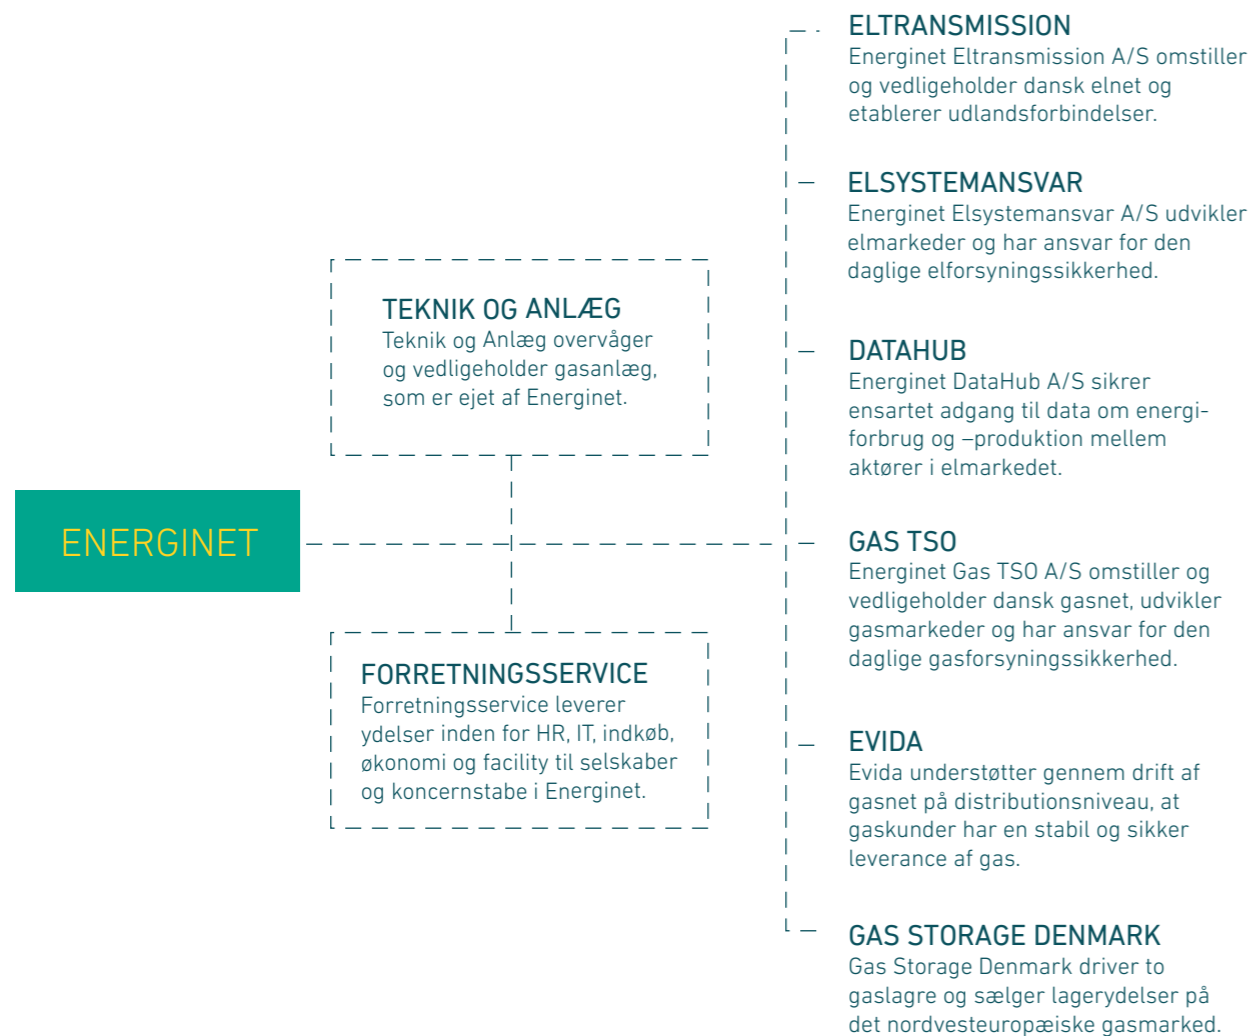 ENERGINET
TEKNIK OG ANLÆG
Teknik og Anlæg overvåger
og vedligeholder gasanlæg,
som er ejet af Energinet.
FORRETNINGSSERVICE
Forretningsservice leverer
ydelser inden for HR, IT, indkøb,
økonomi og facility til selskaber
og koncernstabe i Energinet.
ELTRANSMISSION
Energinet Eltransmission A/S omstiller
og vedligeholder dansk elnet og
etablerer udlandsforbindelser.
ELSYSTEMANSVAR
Energinet Elsystemansvar A/S udvikler
elmarkeder og har ansvar for den
daglige elforsyningssikkerhed.
DATAHUB
Energinet DataHub A/S sikrer
ensartet adgang til data om energi-
forbrug og –produktion mellem
aktører i elmarkedet.
GAS TSO
Energinet Gas TSO A/S omstiller og
vedligeholder dansk gasnet, udvikler
gasmarkeder og har ansvar for den
daglige gasforsyningssikkerhed.
EVIDA
Evida understøtter gennem drift af
gasnet på distributionsniveau, at
gaskunder har en stabil og sikker
leverance af gas.
GAS STORAGE DENMARK
Gas Storage Denmark driver to
gaslagre og sælger lagerydelser på
det nordvesteuropæiske gasmarked.